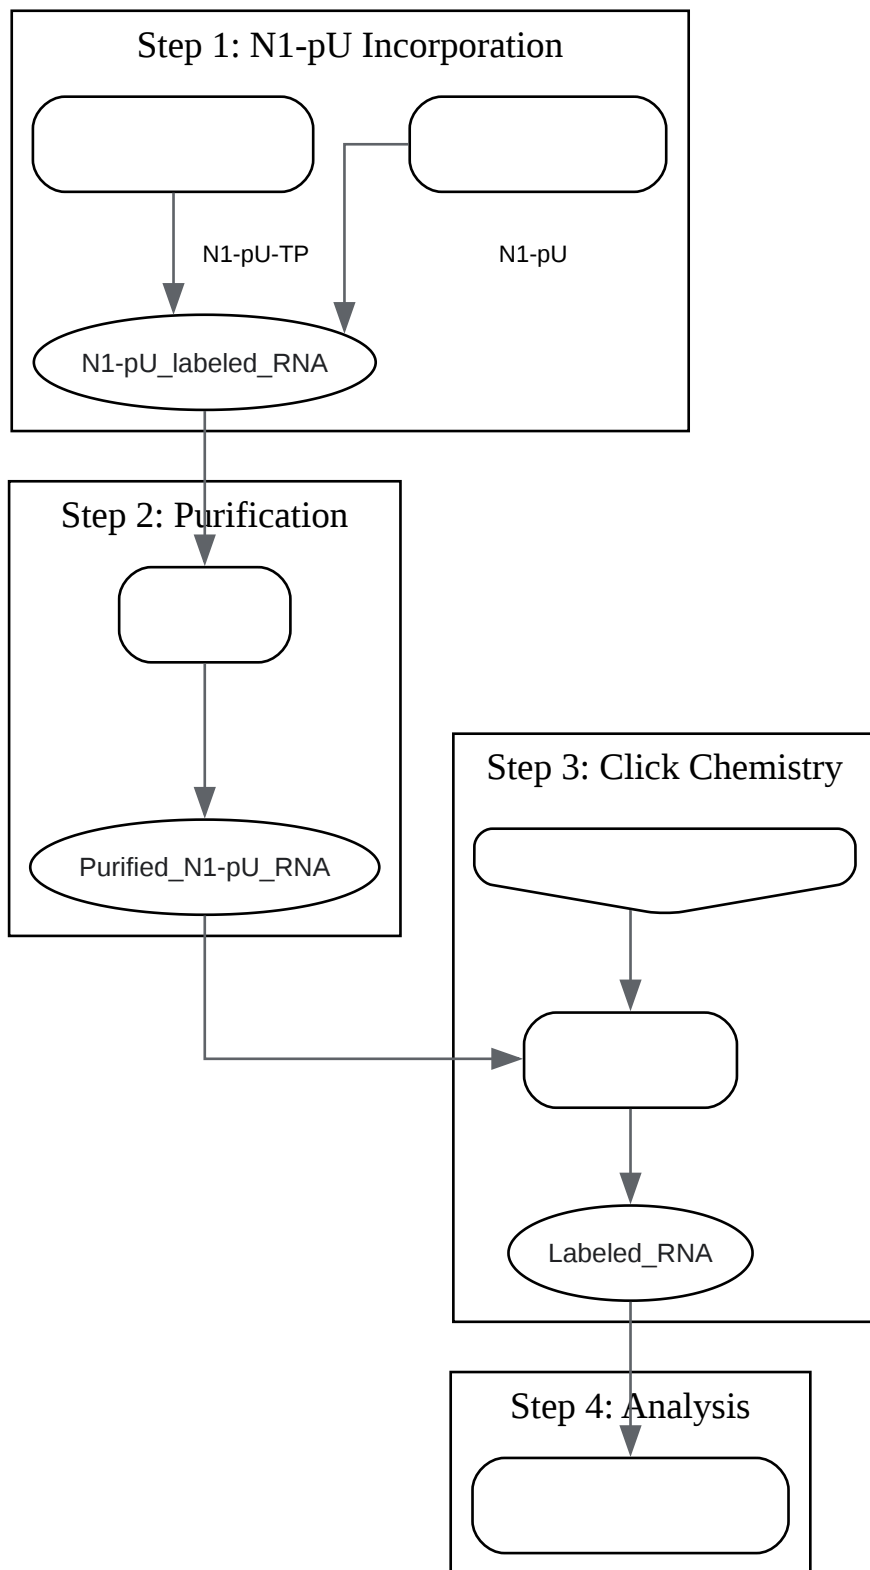 Step 1: N1-pU Incorporation
N1-pU-TP
N1-pU
N1-pU_labeled_RNA
Step 2: Purification
Purified_N1-pU_RNA
Step 3: Click Chemistry
Labeled_RNA
Step 4: Analysis